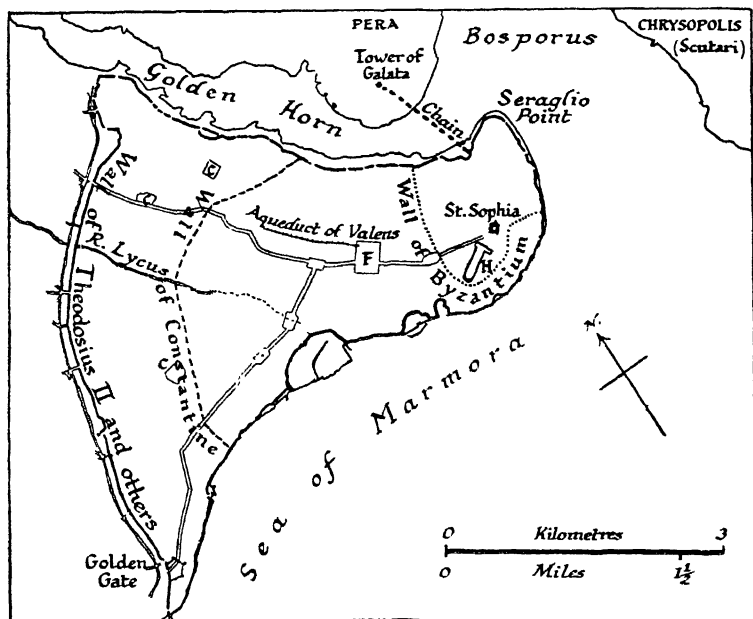 PERA
Bosporus
CHRYSOPOLIS
(Scutari)
Tower of
Galata
Golden
Horn
Chain
Seraglio
Point
C
C
Wall
of Constantine
Wall
of
Theodosius II and others
R. Lycus
Aqueduct of Valens
F
Wall
of
Byzantium
St. Sophia
H
C
Sea of Marmora
N.
Golden
Gate
0 Kilometres 3
0 Miles 1½